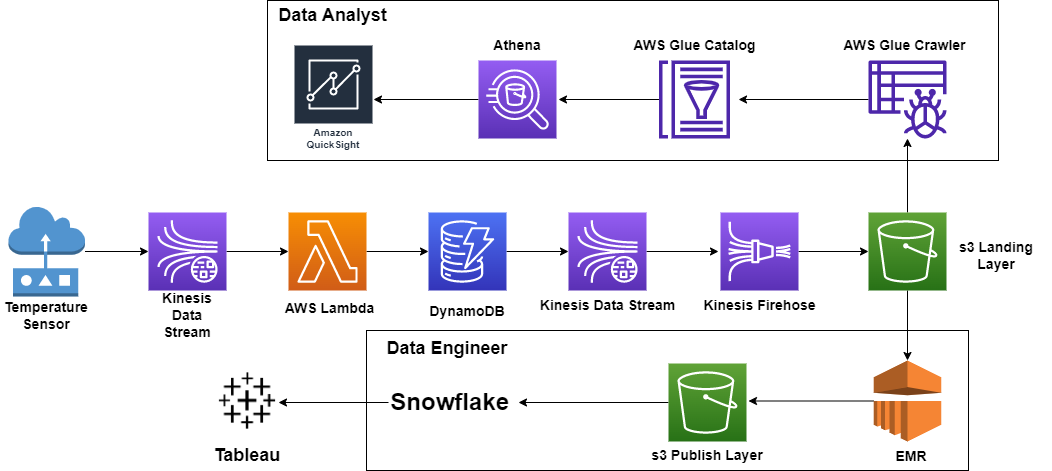 Data Analyst
Athena
AWS Glue Catalog
AWS Glue Crawler
Amazon
QuickSight
Temperature
Sensor
Kinesis
Data
Stream
AWS Lambda
DynamoDB
Kinesis Data Stream
Kinesis Firehose
s3 Landing
Layer
Data Engineer
Snowflake
Tableau
s3 Publish Layer
EMR